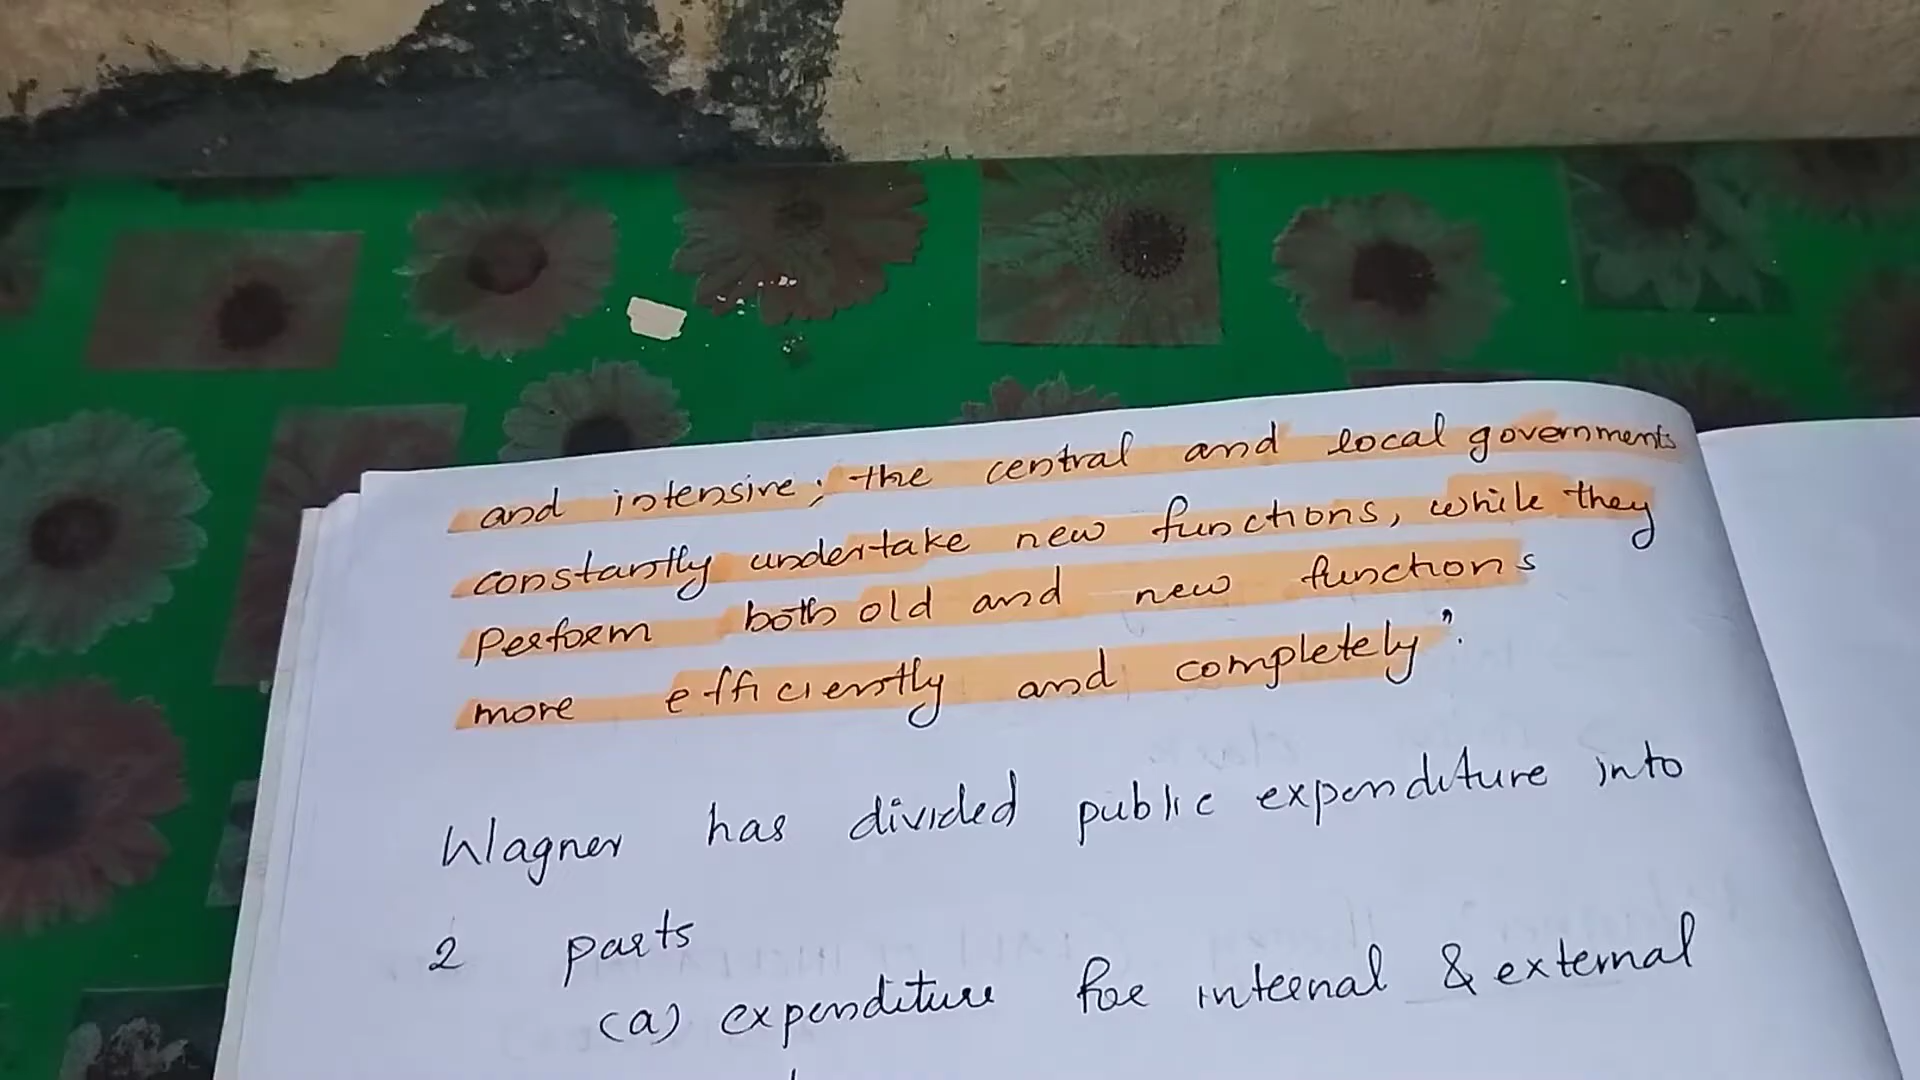 and intensive; the central and local governments
constantly undertake new functions, while they
perform both old and new functions
more efficiently and completely".
Wagner has divided public expenditure into
2 parts
(a) expenditure for internal & external